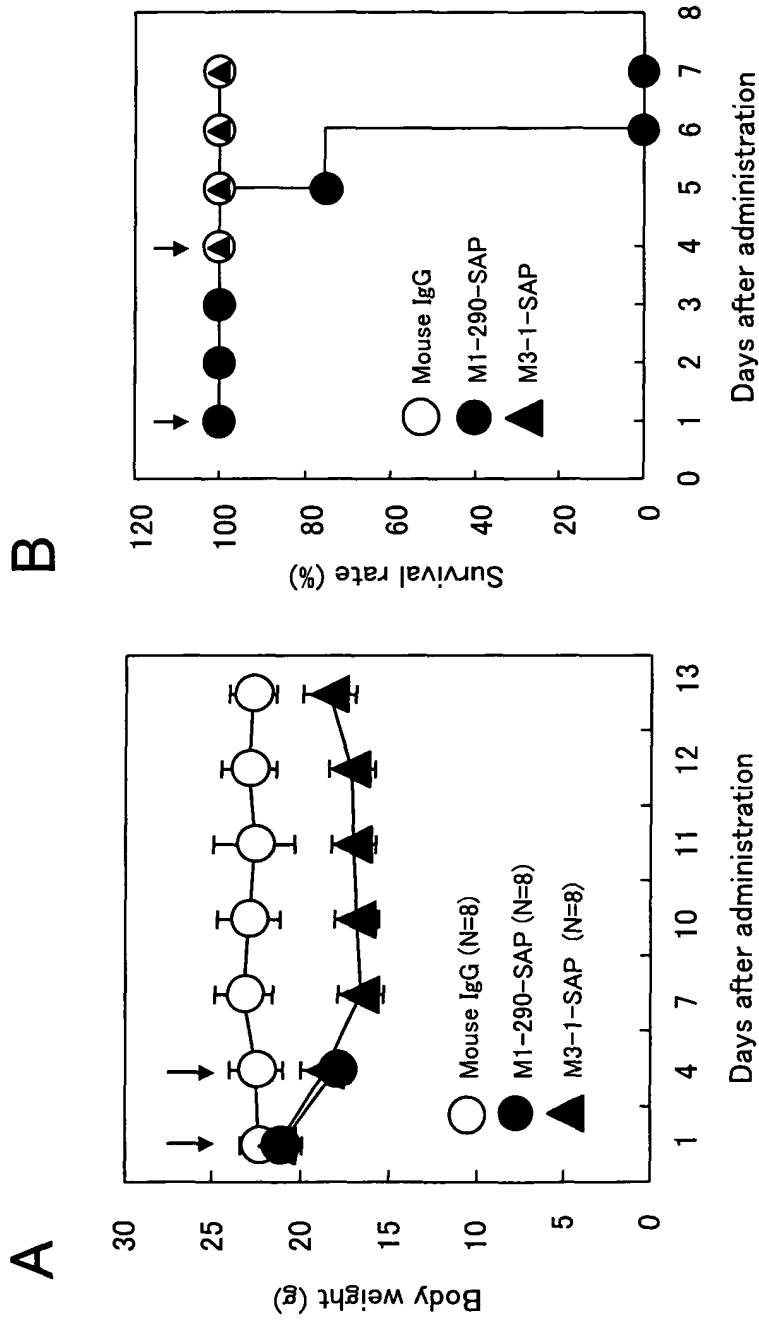 A
Body weight (g)
30
25
20
15
10
5
0
Mouse IgG (N=8)
M1-290-SAP (N=8)
M3-1-SAP (N=8)
1
4
7
10
11
12
13
Days after administration
B
Survival rate (%)
120
100
80
60
40
20
0
Mouse IgG
M1-290-SAP
M3-1-SAP
0
1
2
3
4
5
6
7
8
Days after administration